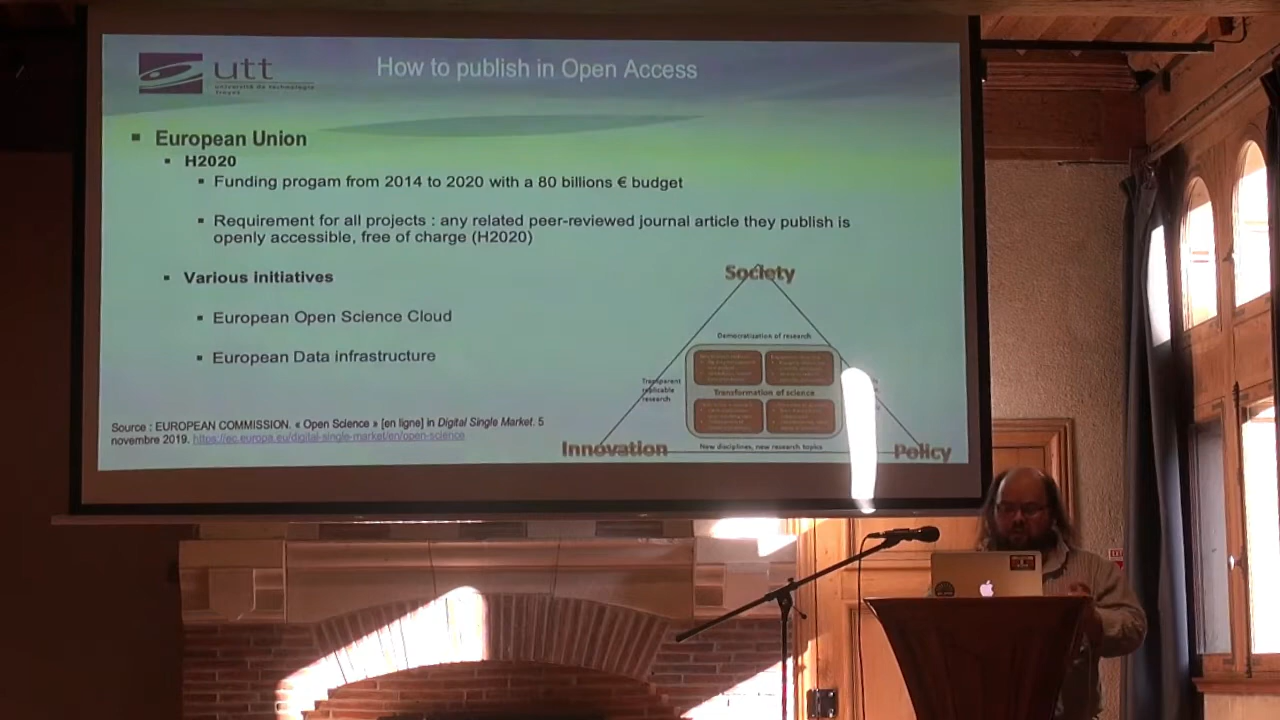 utt
université de technologie
Troyes
How to publish in Open Access
European Union
H2020
Funding progam from 2014 to 2020 with a 80 billions € budget
Requirement for all projects : any related peer-reviewed journal article they publish is
openly accessible, free of charge (H2020)
Various initiatives
European Open Science Cloud
European Data infrastructure
Source : EUROPEAN COMMISSION. « Open Science » [en ligne] in Digital Single Market. 5
novembre 2019. https://ec.europa.eu/digital-single-market/en/open-science
Society
Democratization of research
Transparent
replicable
research
Transformation of science
New disciplines, new research topics
Innovation
Policy